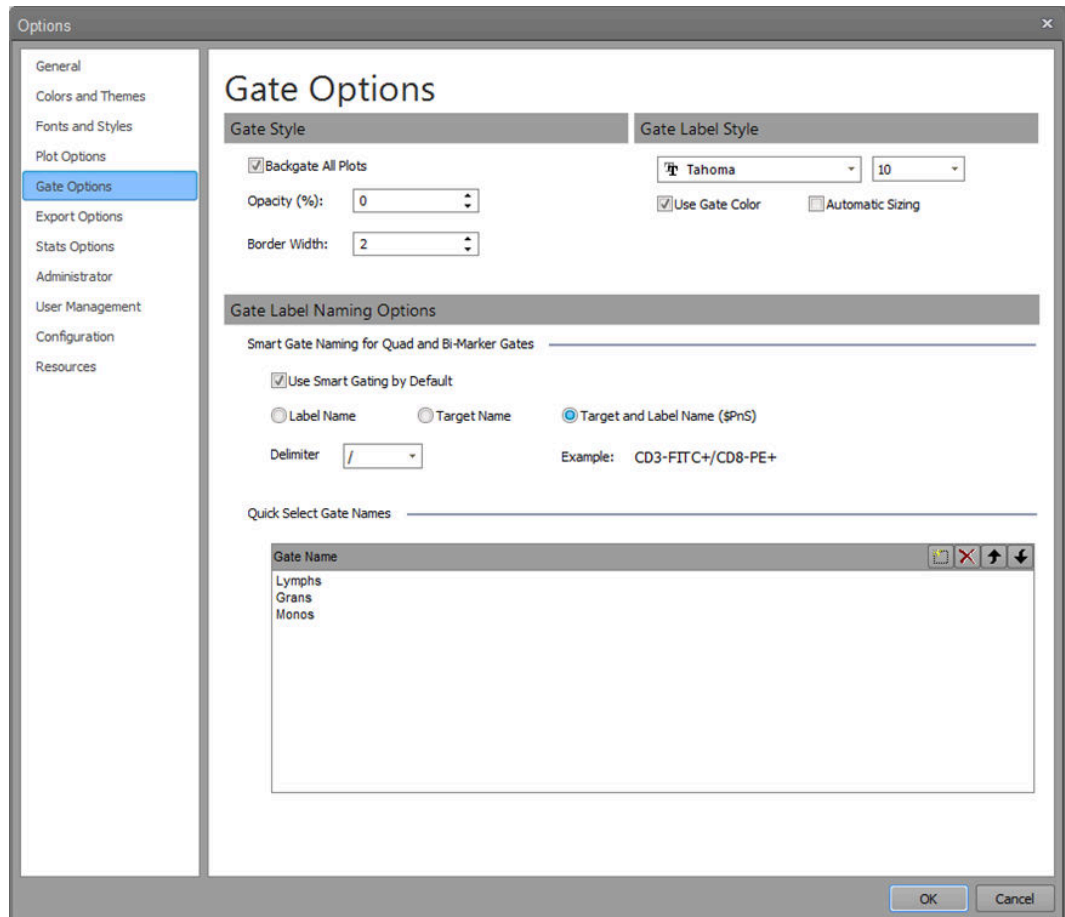 Options
General
Colors and Themes
Fonts and Styles
Plot Options
Gate Options
Export Options
Stats Options
Administrator
User Management
Configuration
Resources
Gate Options
Gate Style
Backgate All Plots
Opacity (%): 0
Border Width: 2
Gate Label Style
Tahoma 10
Use Gate Color Automatic Sizing
Gate Label Naming Options
Smart Gate Naming for Quad and Bi-Marker Gates
Use Smart Gating by Default
Label Name Target Name Target and Label Name ($PnS)
Delimiter / Example: CD3-FITC+/CD8-PE+
Quick Select Gate Names
Gate Name
Lymphs
Grans
Monos
OK Cancel